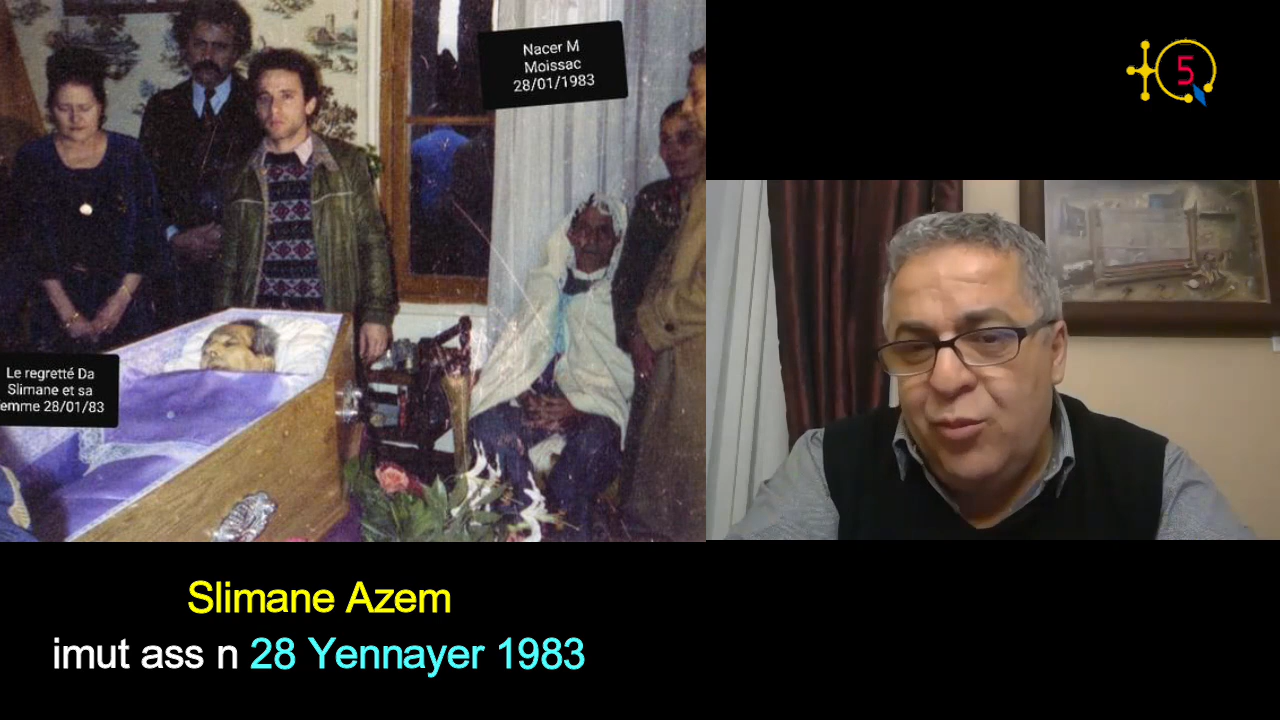 Nacer M
Moissac
28/01/1983
5
Le regretté Da
Slimane et sa
emme 28/01/83
Slimane Azem
imut ass n 28 Yennayer 1983